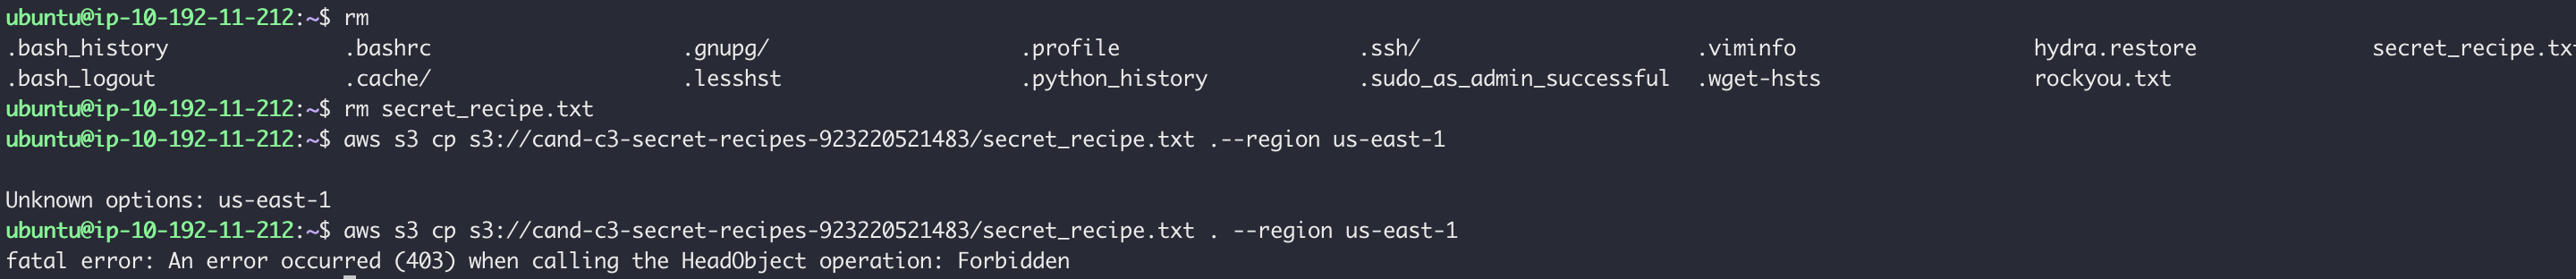 ubuntu@ip-10-192-11-212:~$ rm
.bash_history .bashrc .gnupg/ .profile .ssh/ .viminfo hydra.restore secret_recipe.tx
.bash_logout .cache/ .lesshst .python_history .sudo_as_admin_successful .wget-hsts rockyou.txt
ubuntu@ip-10-192-11-212:~$ rm secret_recipe.txt
ubuntu@ip-10-192-11-212:~$ aws s3 cp s3://cand-c3-secret-recipes-923220521483/secret_recipe.txt .--region us-east-1
Unknown options: us-east-1
ubuntu@ip-10-192-11-212:~$ aws s3 cp s3://cand-c3-secret-recipes-923220521483/secret_recipe.txt . --region us-east-1
fatal error: An error occurred (403) when calling the HeadObject operation: Forbidden